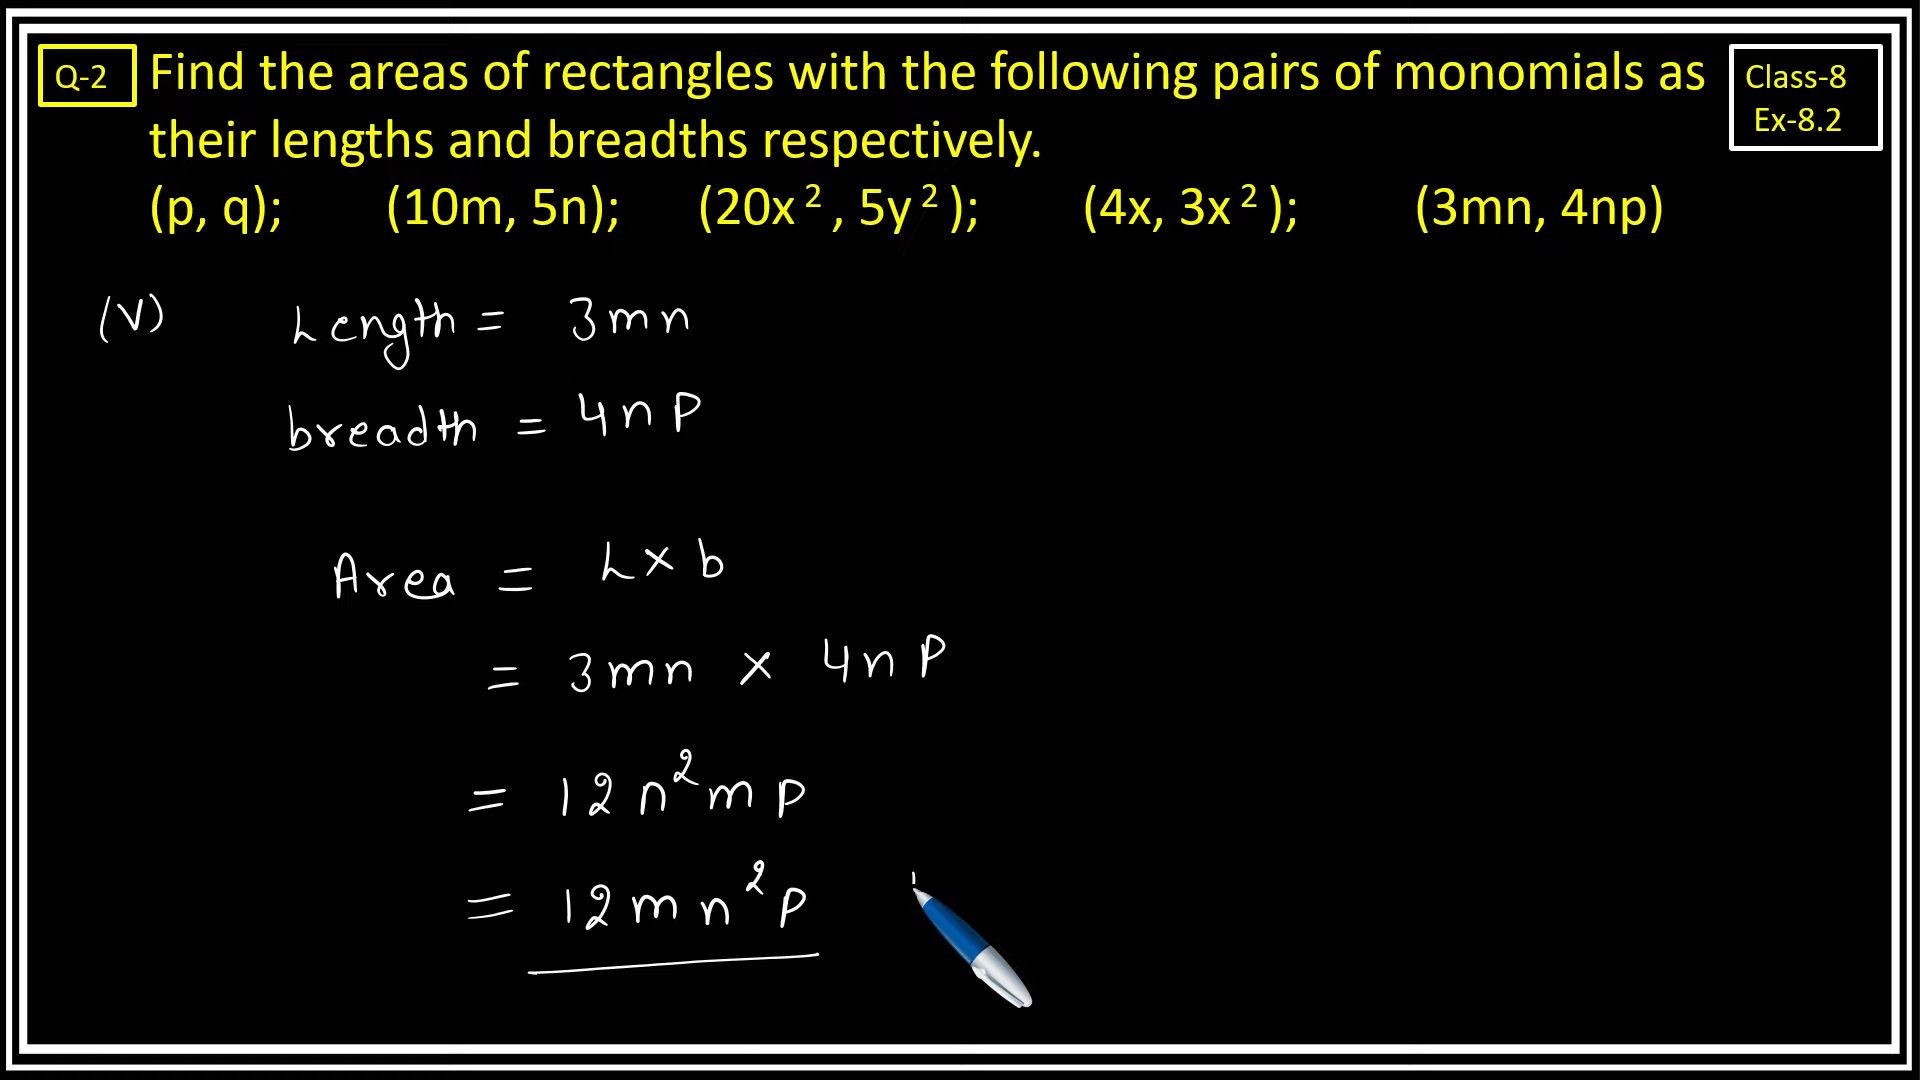 Q-2
Find the areas of rectangles with the following pairs of monomials as
their lengths and breadths respectively.
(p, q); (10m, 5n); (20x², 5y²); (4x, 3x²); (3mn, 4np)
Class-8
Ex-8.2
(V) Length = 3mn
breadth = 4nP
Area = L × b
= 3mn × 4nP
= 12n²mp
= 12mn²p